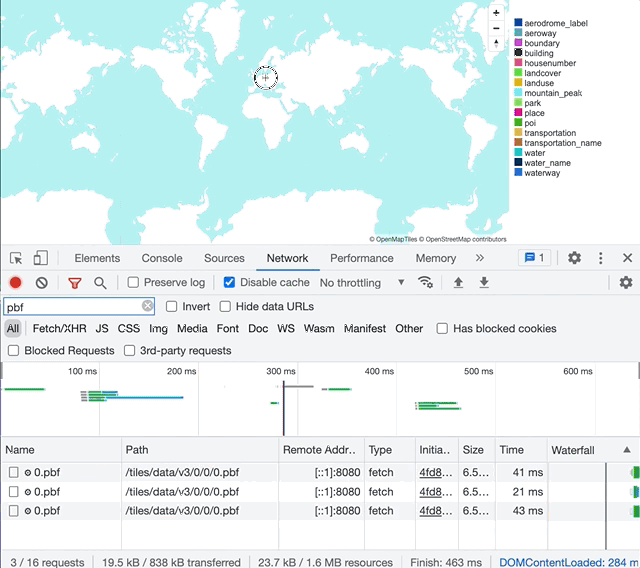 +
−
aerodrome_label
aeroway
boundary
building
housenumber
landcover
landuse
mountain_peak
park
place
poi
transportation
transportation_name
water
water_name
waterway
© OpenMapTiles © OpenStreetMap contributors
Elements Console Sources Network Performance Memory » 1
Preserve log Disable cache No throttling
pbf Invert Hide data URLs
All Fetch/XHR JS CSS Img Media Font Doc WS Wasm Manifest Other Has blocked cookies
Blocked Requests 3rd-party requests
100 ms 200 ms 300 ms 400 ms 500 ms 600 ms
Name Path Remote Addr.. Type Initia.. Size Time Waterfall
0.pbf /tiles/data/v3/0/0/0.pbf [::1]:8080 fetch 4fd8... 6.5... 41 ms
0.pbf /tiles/data/v3/0/0/0.pbf [::1]:8080 fetch 4fd8... 6.5... 21 ms
0.pbf /tiles/data/v3/0/0/0.pbf [::1]:8080 fetch 4fd8... 6.5... 43 ms
3 / 16 requests 19.5 kB / 838 kB transferred 23.7 kB / 1.6 MB resources Finish: 463 ms DOMContentLoaded: 284 m